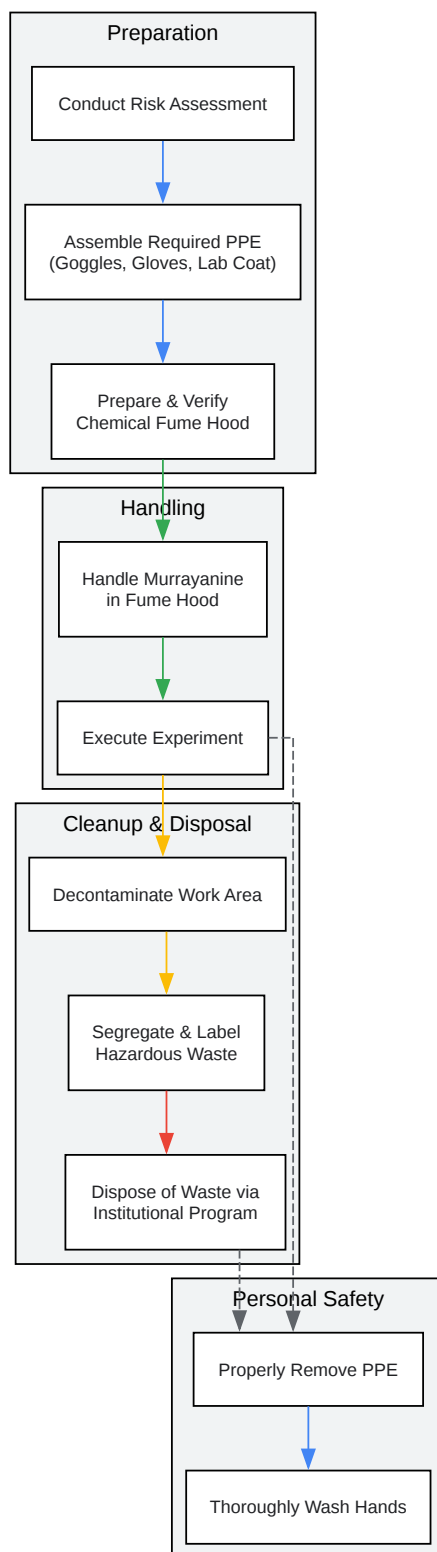 Preparation
Conduct Risk Assessment
Assemble Required PPE
(Goggles, Gloves, Lab Coat)
Prepare & Verify
Chemical Fume Hood
Handling
Handle Murrayanine
in Fume Hood
Execute Experiment
Cleanup & Disposal
Decontaminate Work Area
Segregate & Label
Hazardous Waste
Dispose of Waste via
Institutional Program
Personal Safety
Properly Remove PPE
Thoroughly Wash Hands